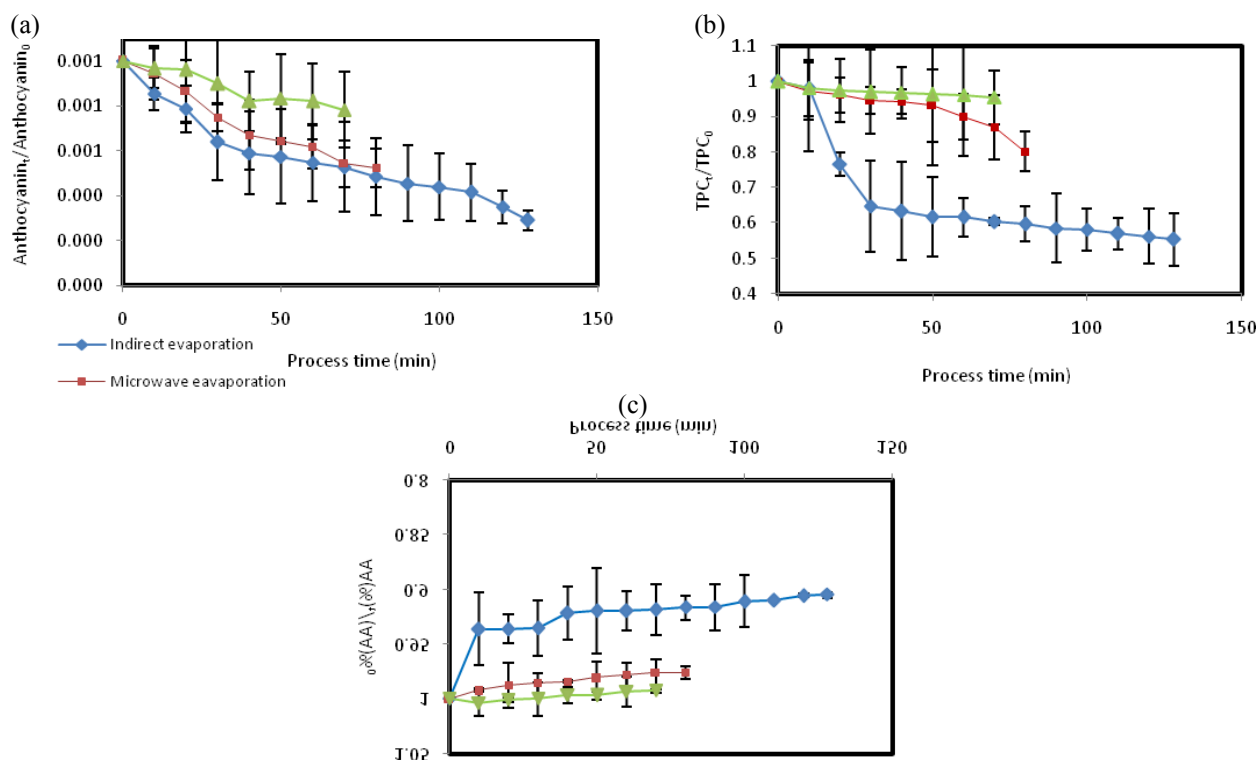 (a)
Anthocyanin_t/Anthocyanin_0
0.001
0.001
0.001
0.000
0.000
0.000
0 50 100 150
Process time (min)
Indirect evaporation
Microwave eavaporation
(b)
TPC_t/TPC_0
1.1
1
0.9
0.8
0.7
0.6
0.5
0.4
0 50 100 150
Process time (min)
(c)
Process time (min)
0 50 100 150
AA(%)_t/(AA)%_0
0.8
0.85
0.9
0.95
1
1.05